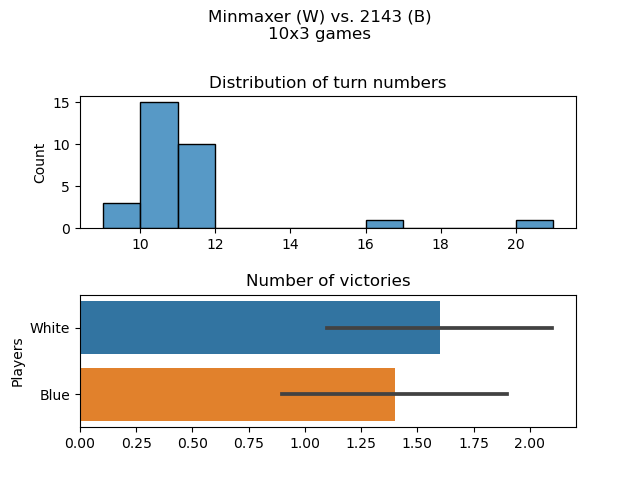 Minmaxer (W) vs. 2143 (B)
10x3 games
Distribution of turn numbers
15
10
5
0
Count
10 12 14 16 18 20
Number of victories
White
Blue
Players
0.00 0.25 0.50 0.75 1.00 1.25 1.50 1.75 2.00